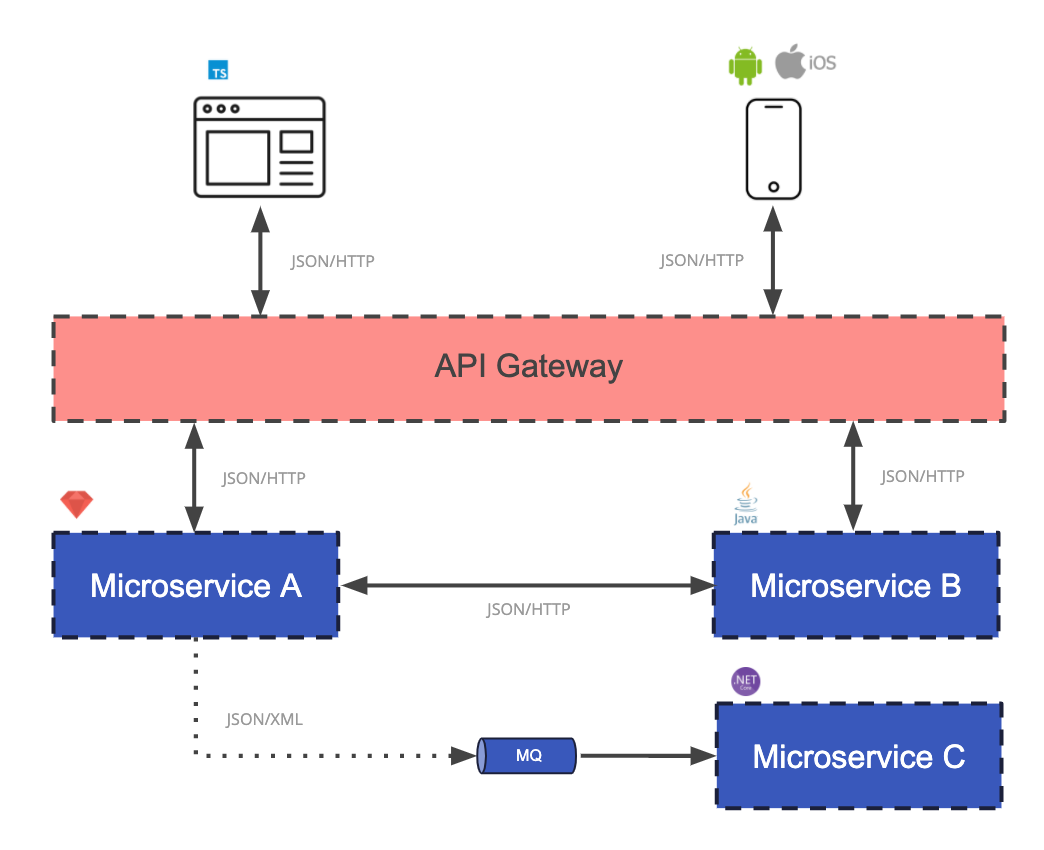 TS
iOS
JSON/HTTP
JSON/HTTP
API Gateway
JSON/HTTP
JSON/HTTP
Java
Microservice A
Microservice B
JSON/HTTP
.NET
Core
JSON/XML
MQ
Microservice C